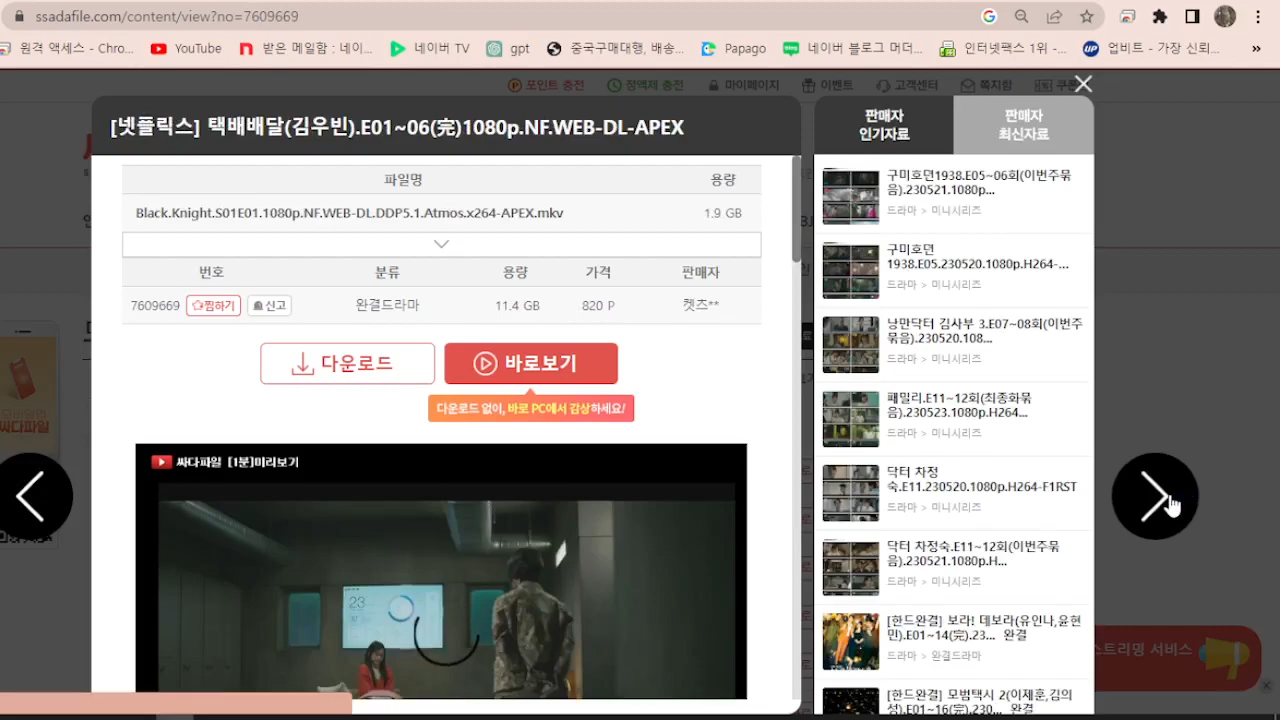 ssadafile.com/content/view?no=7609669
원격 액세스 - Chro...
YouTube
받은 메일함 : 네이...
네이버 TV
gpt
중국구매대행, 배송...
Papago
네이버 블로그 머더...
인터넷팩스 1위 -...
업비트 - 가장 신뢰...
»
포인트 충전
정액제 충전
마이페이지
이벤트
고객센터
쪽지함
쿠폰
[넷플릭스] 택배배달(김우빈).E01~06(完)1080p.NF.WEB-DL-APEX
파일명 용량
Black.Knight.S01E01.1080p.NF.WEB-DL.DDP5.1.Atmos.x264-APEX.mkv 1.9 GB
번호 분류 용량 가격 판매자
7609669 찜하기 신고 완결드라마 11.4 GB 820 P 켓츠**
다운로드
바로보기
다운로드 없이, 바로 PC에서 감상하세요!
싸다파일 [1분]미리보기
23
판매자
인기자료
판매자
최신자료
구미호뎐1938.E05~06회(이번주묶
음).230521.1080p...
드라마 > 미니시리즈
구미호뎐
1938.E05.230520.1080p.H264-...
드라마 > 미니시리즈
낭만닥터 김사부 3.E07~08회(이번주
묶음).230520.108...
드라마 > 미니시리즈
패밀리.E11~12회(최종화묶
음).230523.1080p.H264...
드라마 > 미니시리즈
닥터 차정
숙.E11.230520.1080p.H264-F1RST
드라마 > 미니시리즈
닥터 차정숙.E11~12회(이번주묶
음).230521.1080p.H...
드라마 > 미니시리즈
[한드완결] 보라! 데보라(유인나,윤현
민).E01~14(完).23... 완결
드라마 > 완결드라마
[한드완결] 모범택시 2(이제훈,김의
성).E01~16(完).230... 완결
스트리밍 서비스
싸다파일